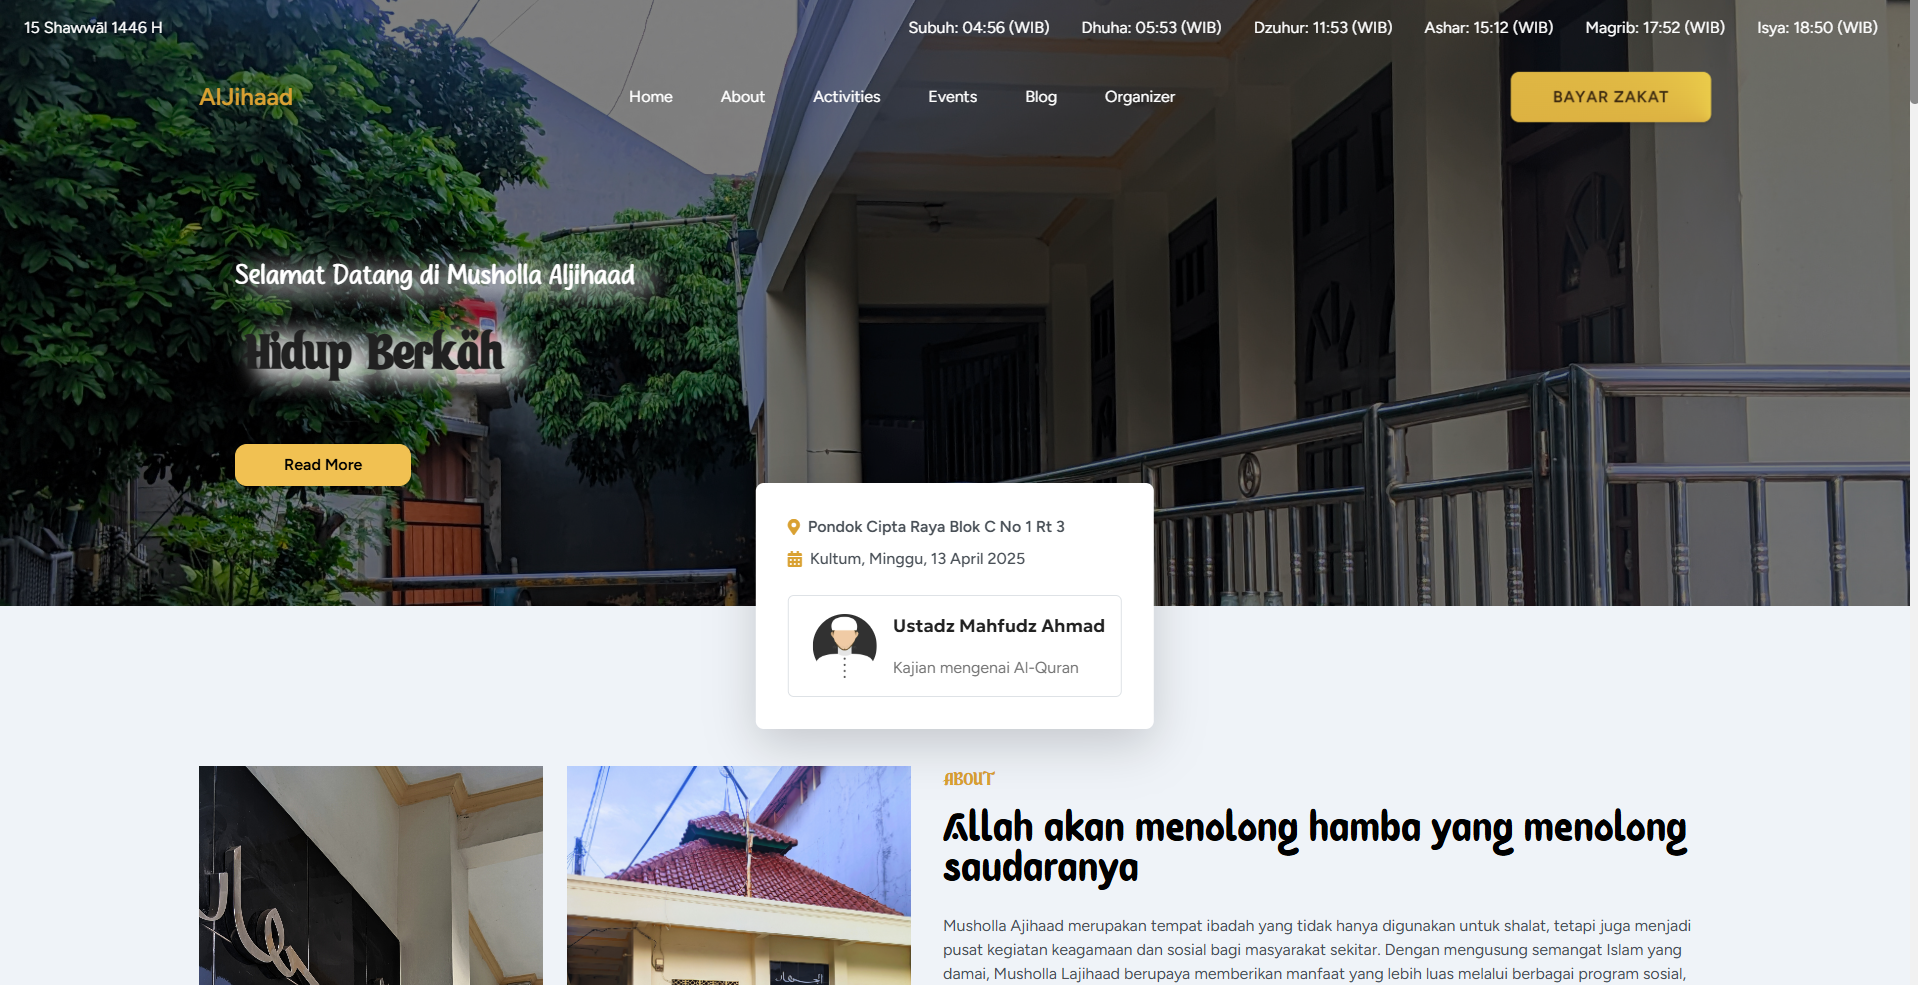 15 Shawwāl 1446 H
Subuh: 04:56 (WIB) Dhuha: 05:53 (WIB) Dzuhur: 11:53 (WIB) Ashar: 15:12 (WIB) Magrib: 17:52 (WIB) Isya: 18:50 (WIB)
AlJihaad
Home About Activities Events Blog Organizer
BAYAR ZAKAT
Selamat Datang di Musholla Aljihaad
Hidup Berkäh
Read More
Pondok Cipta Raya Blok C No 1 Rt 3
Kultum, Minggu, 13 April 2025
Ustadz Mahfudz Ahmad
Kajian mengenai Al-Quran
ABOUT
Allah akan menolong hamba yang menolong
saudaranya
Musholla Ajihaad merupakan tempat ibadah yang tidak hanya digunakan untuk shalat, tetapi juga menjadi
pusat kegiatan keagamaan dan sosial bagi masyarakat sekitar. Dengan mengusung semangat Islam yang
damai, Musholla Lajihaad berupaya memberikan manfaat yang lebih luas melalui berbagai program sosial,